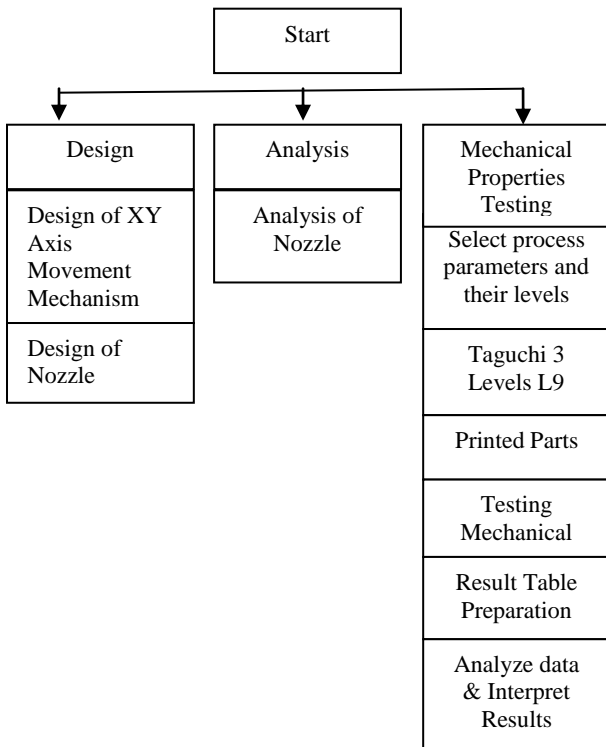 Start
Design
Design of XY
Axis
Movement
Mechanism
Design of
Nozzle
Analysis
Analysis of
Nozzle
Mechanical
Properties
Testing
Select process
parameters and
their levels
Taguchi 3
Levels L9
Printed Parts
Testing
Mechanical
Result Table
Preparation
Analyze data
& Interpret
Results